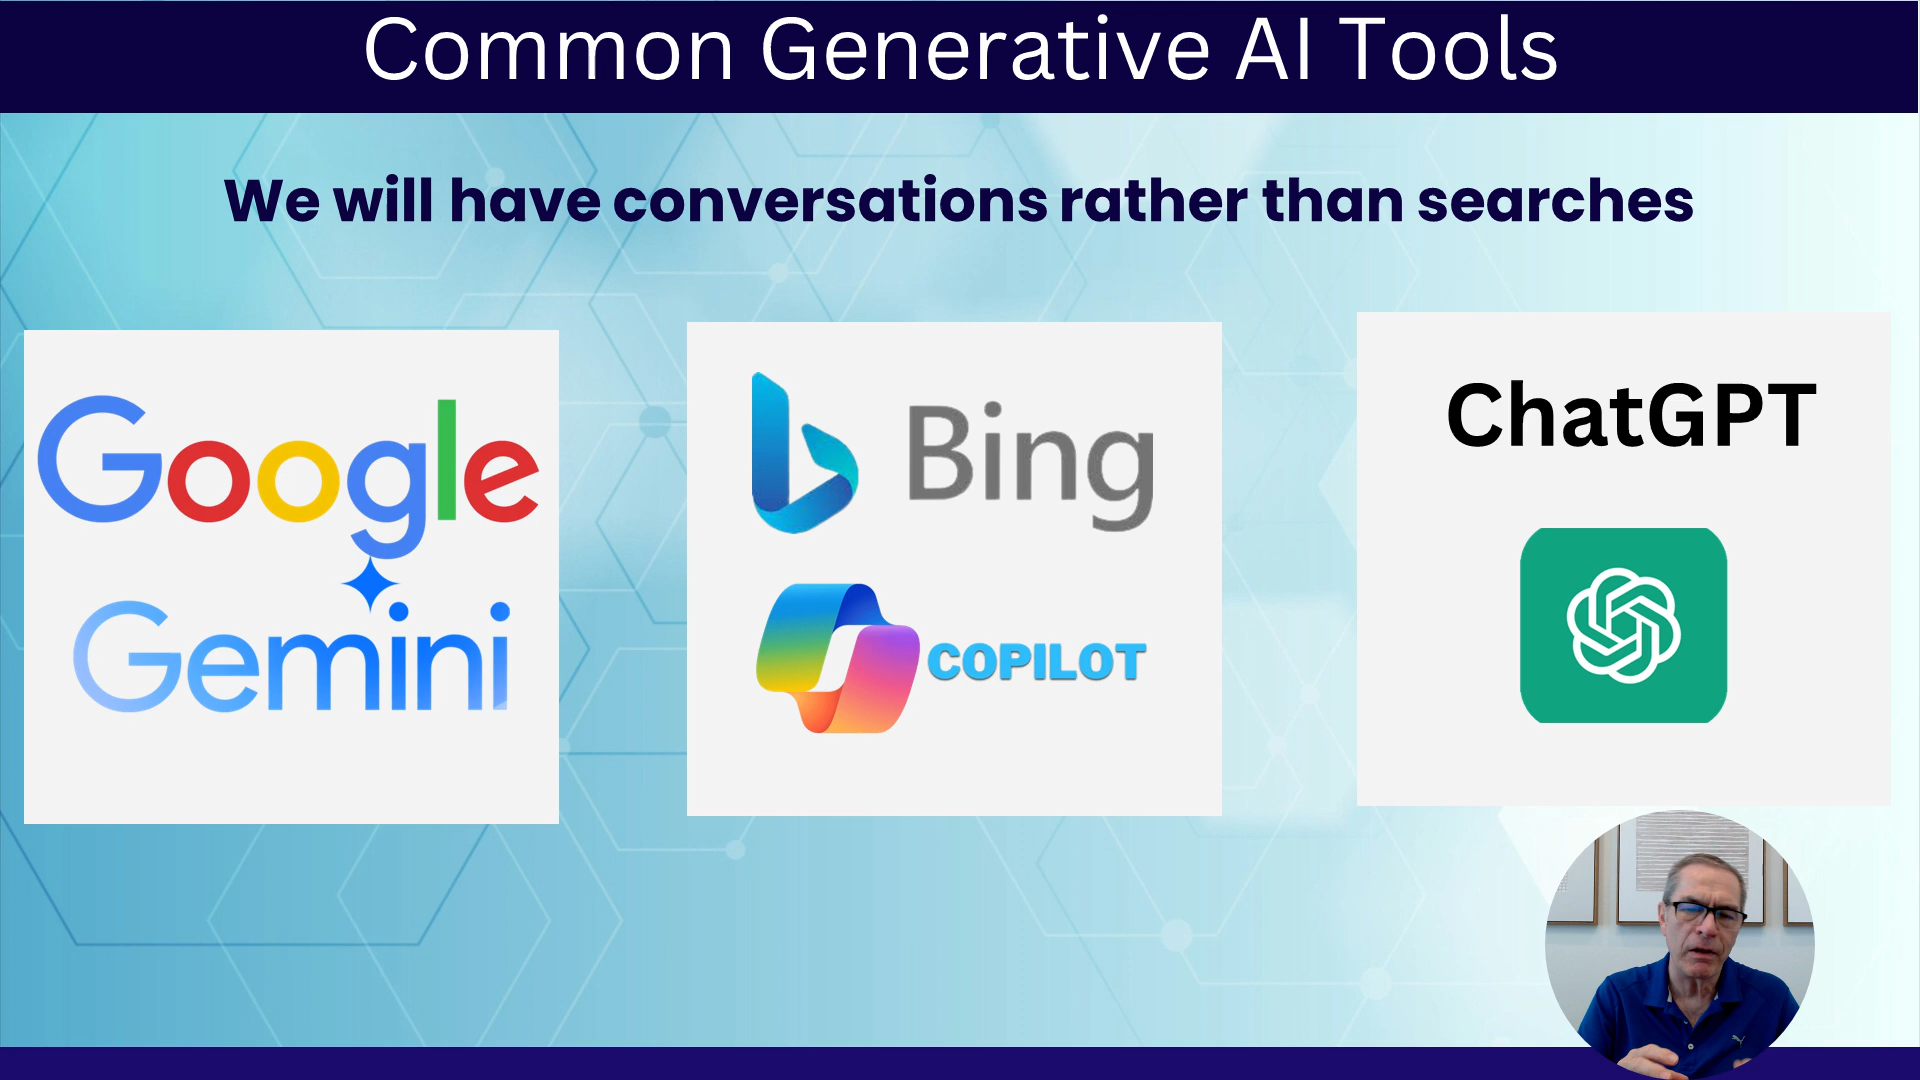 Common Generative AI Tools
We will have conversations rather than searches
Google
Gemini
Bing
COPILOT
ChatGPT